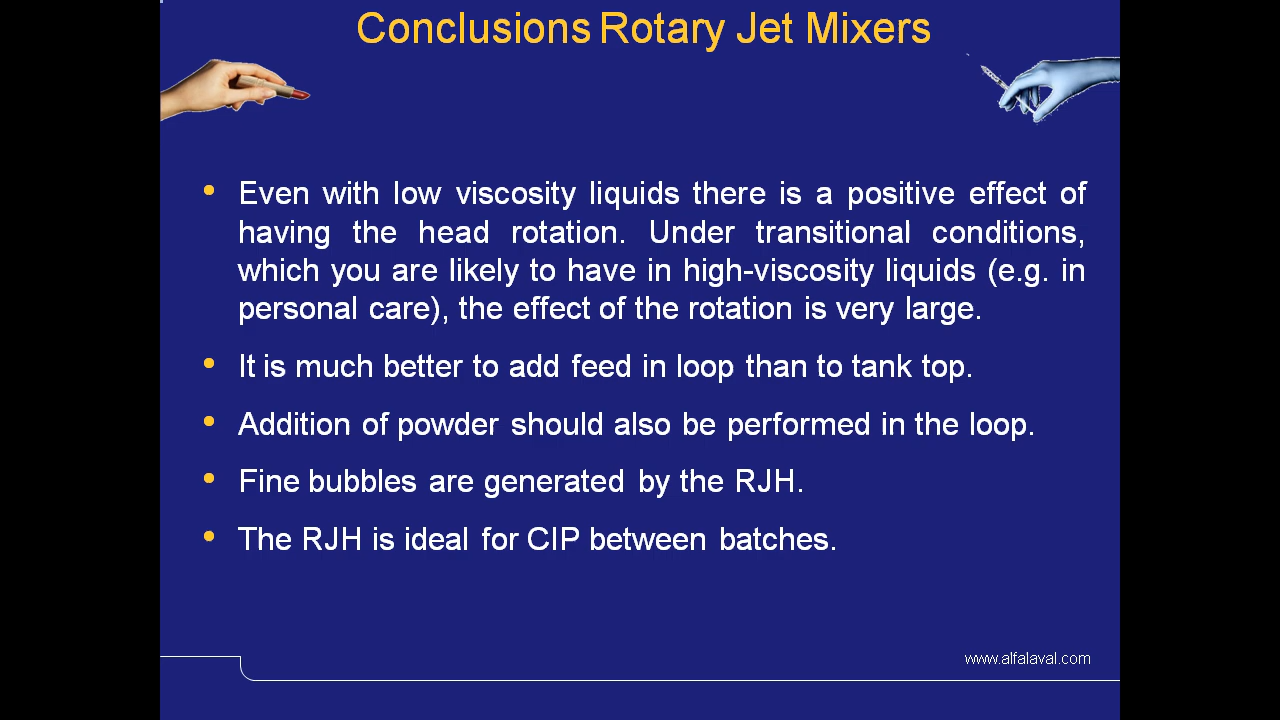 Conclusions Rotary Jet Mixers
• Even with low viscosity liquids there is a positive effect of
having the head rotation. Under transitional conditions,
which you are likely to have in high-viscosity liquids (e.g. in
personal care), the effect of the rotation is very large.
• It is much better to add feed in loop than to tank top.
• Addition of powder should also be performed in the loop.
• Fine bubbles are generated by the RJH.
• The RJH is ideal for CIP between batches.
www.alfalaval.com